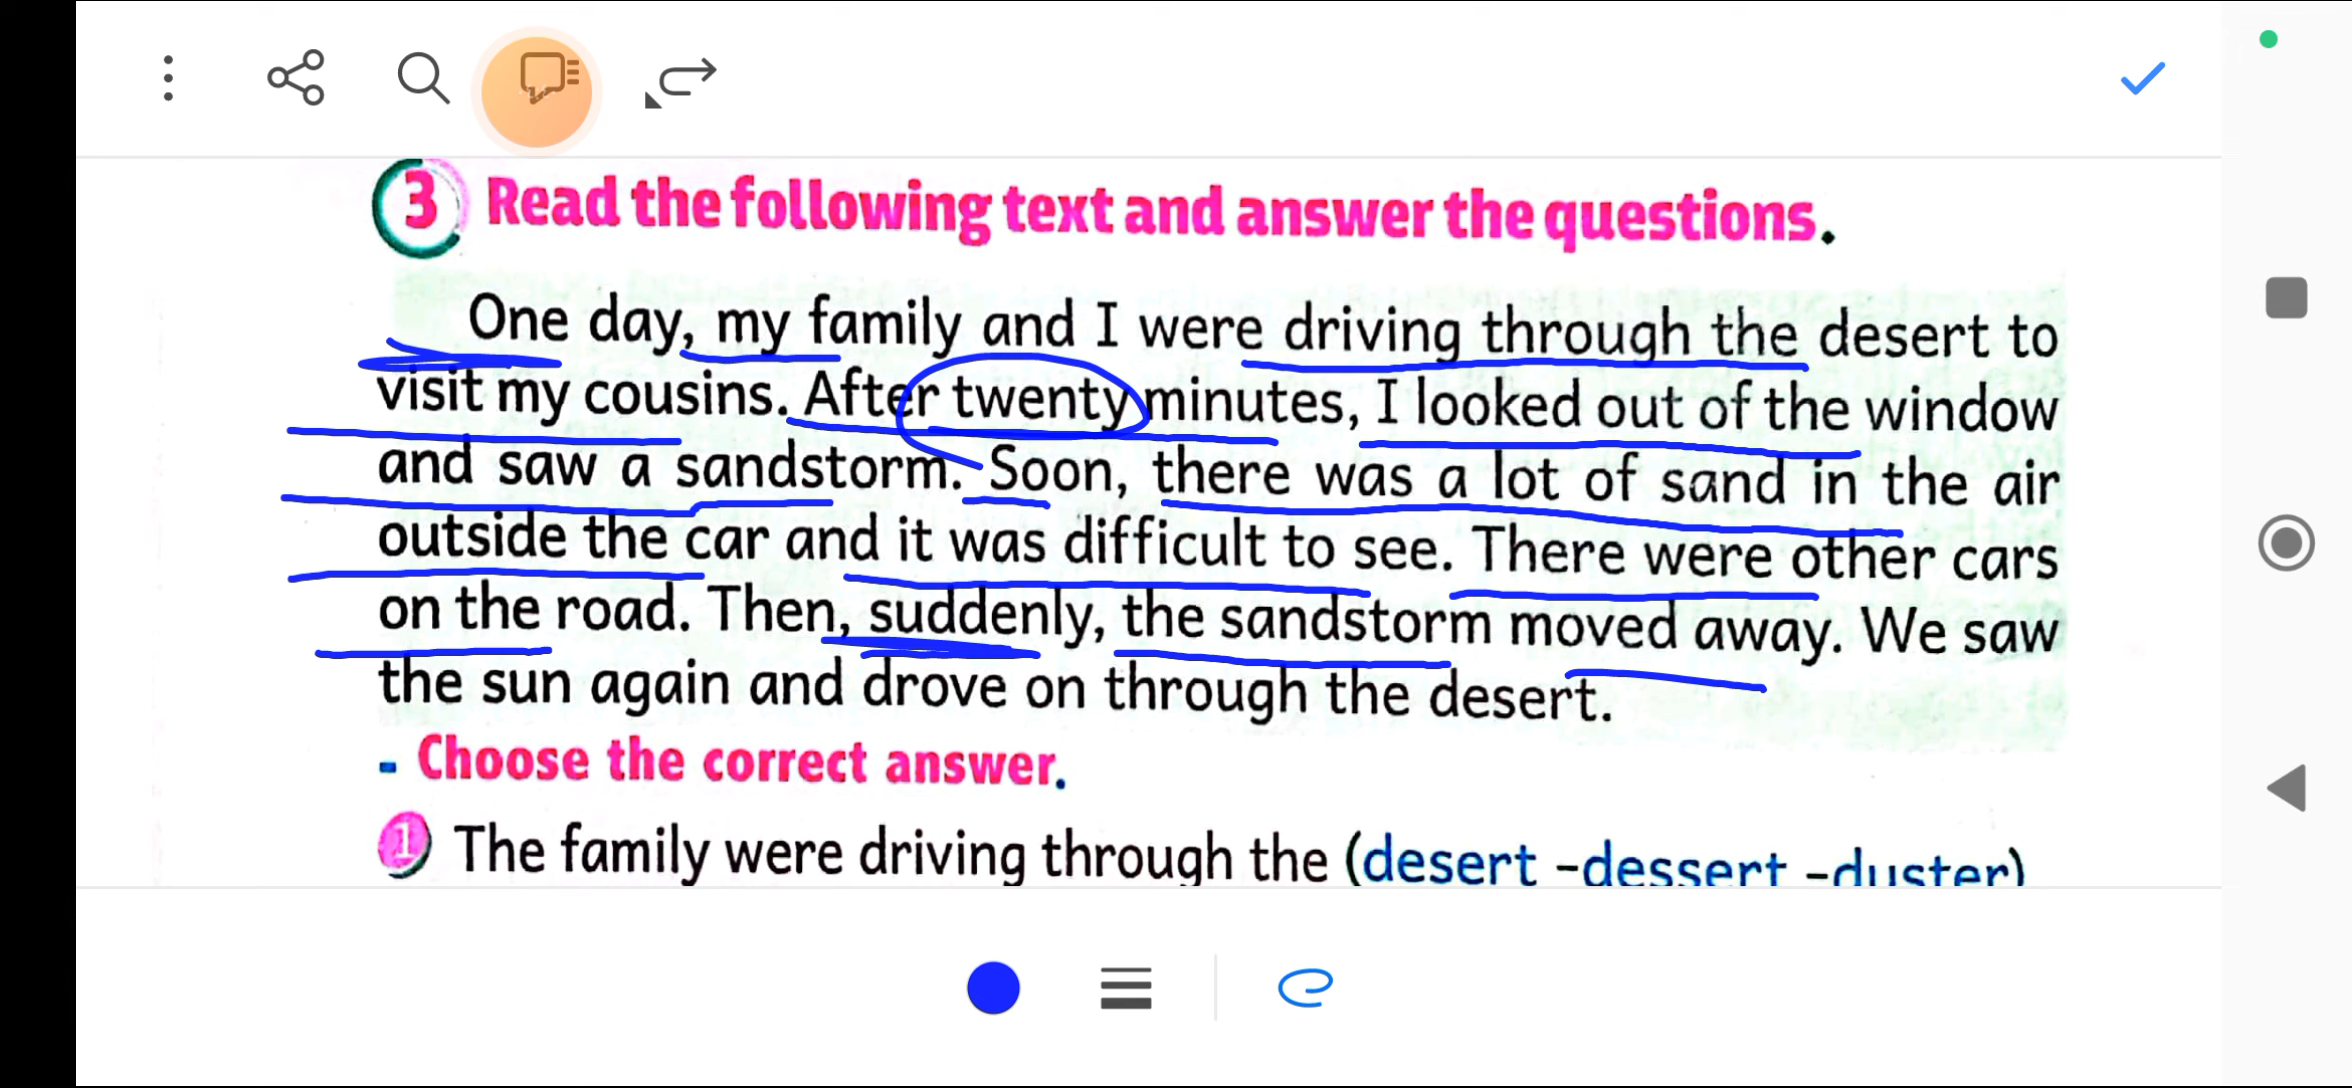 3 Read the following text and answer the questions.
One day, my family and I were driving through the desert to
visit my cousins. After twenty minutes, I looked out of the window
and saw a sandstorm. Soon, there was a lot of sand in the air
outside the car and it was difficult to see. There were other cars
on the road. Then, suddenly, the sandstorm moved away. We saw
the sun again and drove on through the desert.
- Choose the correct answer.
1 The family were driving through the (desert -dessert -duster)